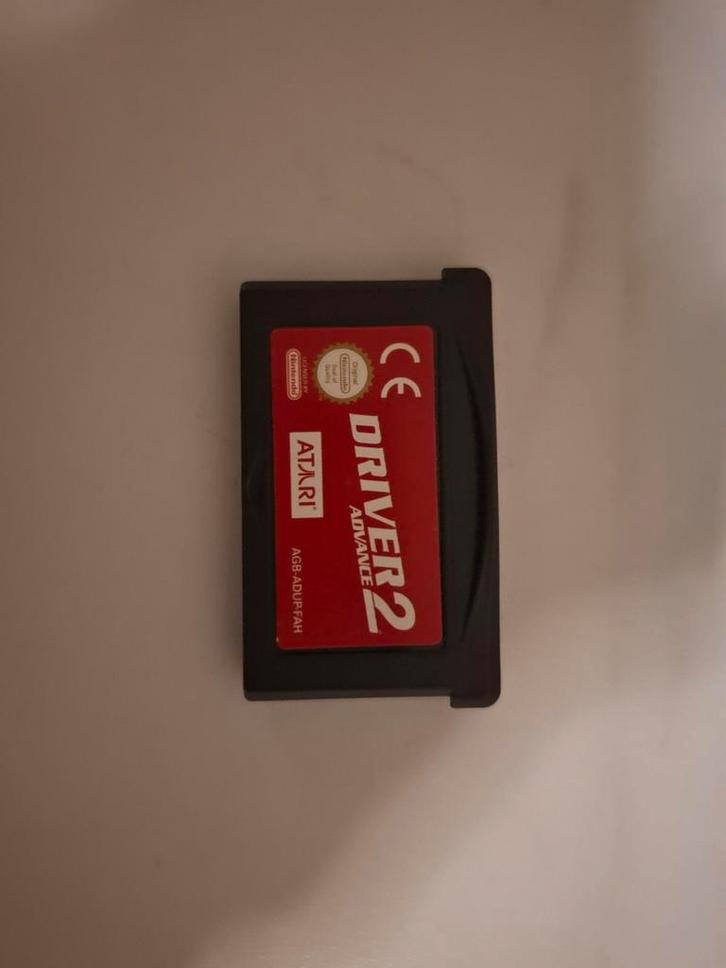 CE
Original
Nintendo
Seal of
Quality
LICENSED BY
Nintendo
DRIVER 2
ADVANCE
ATARI®
AGB-ADUP-FAH